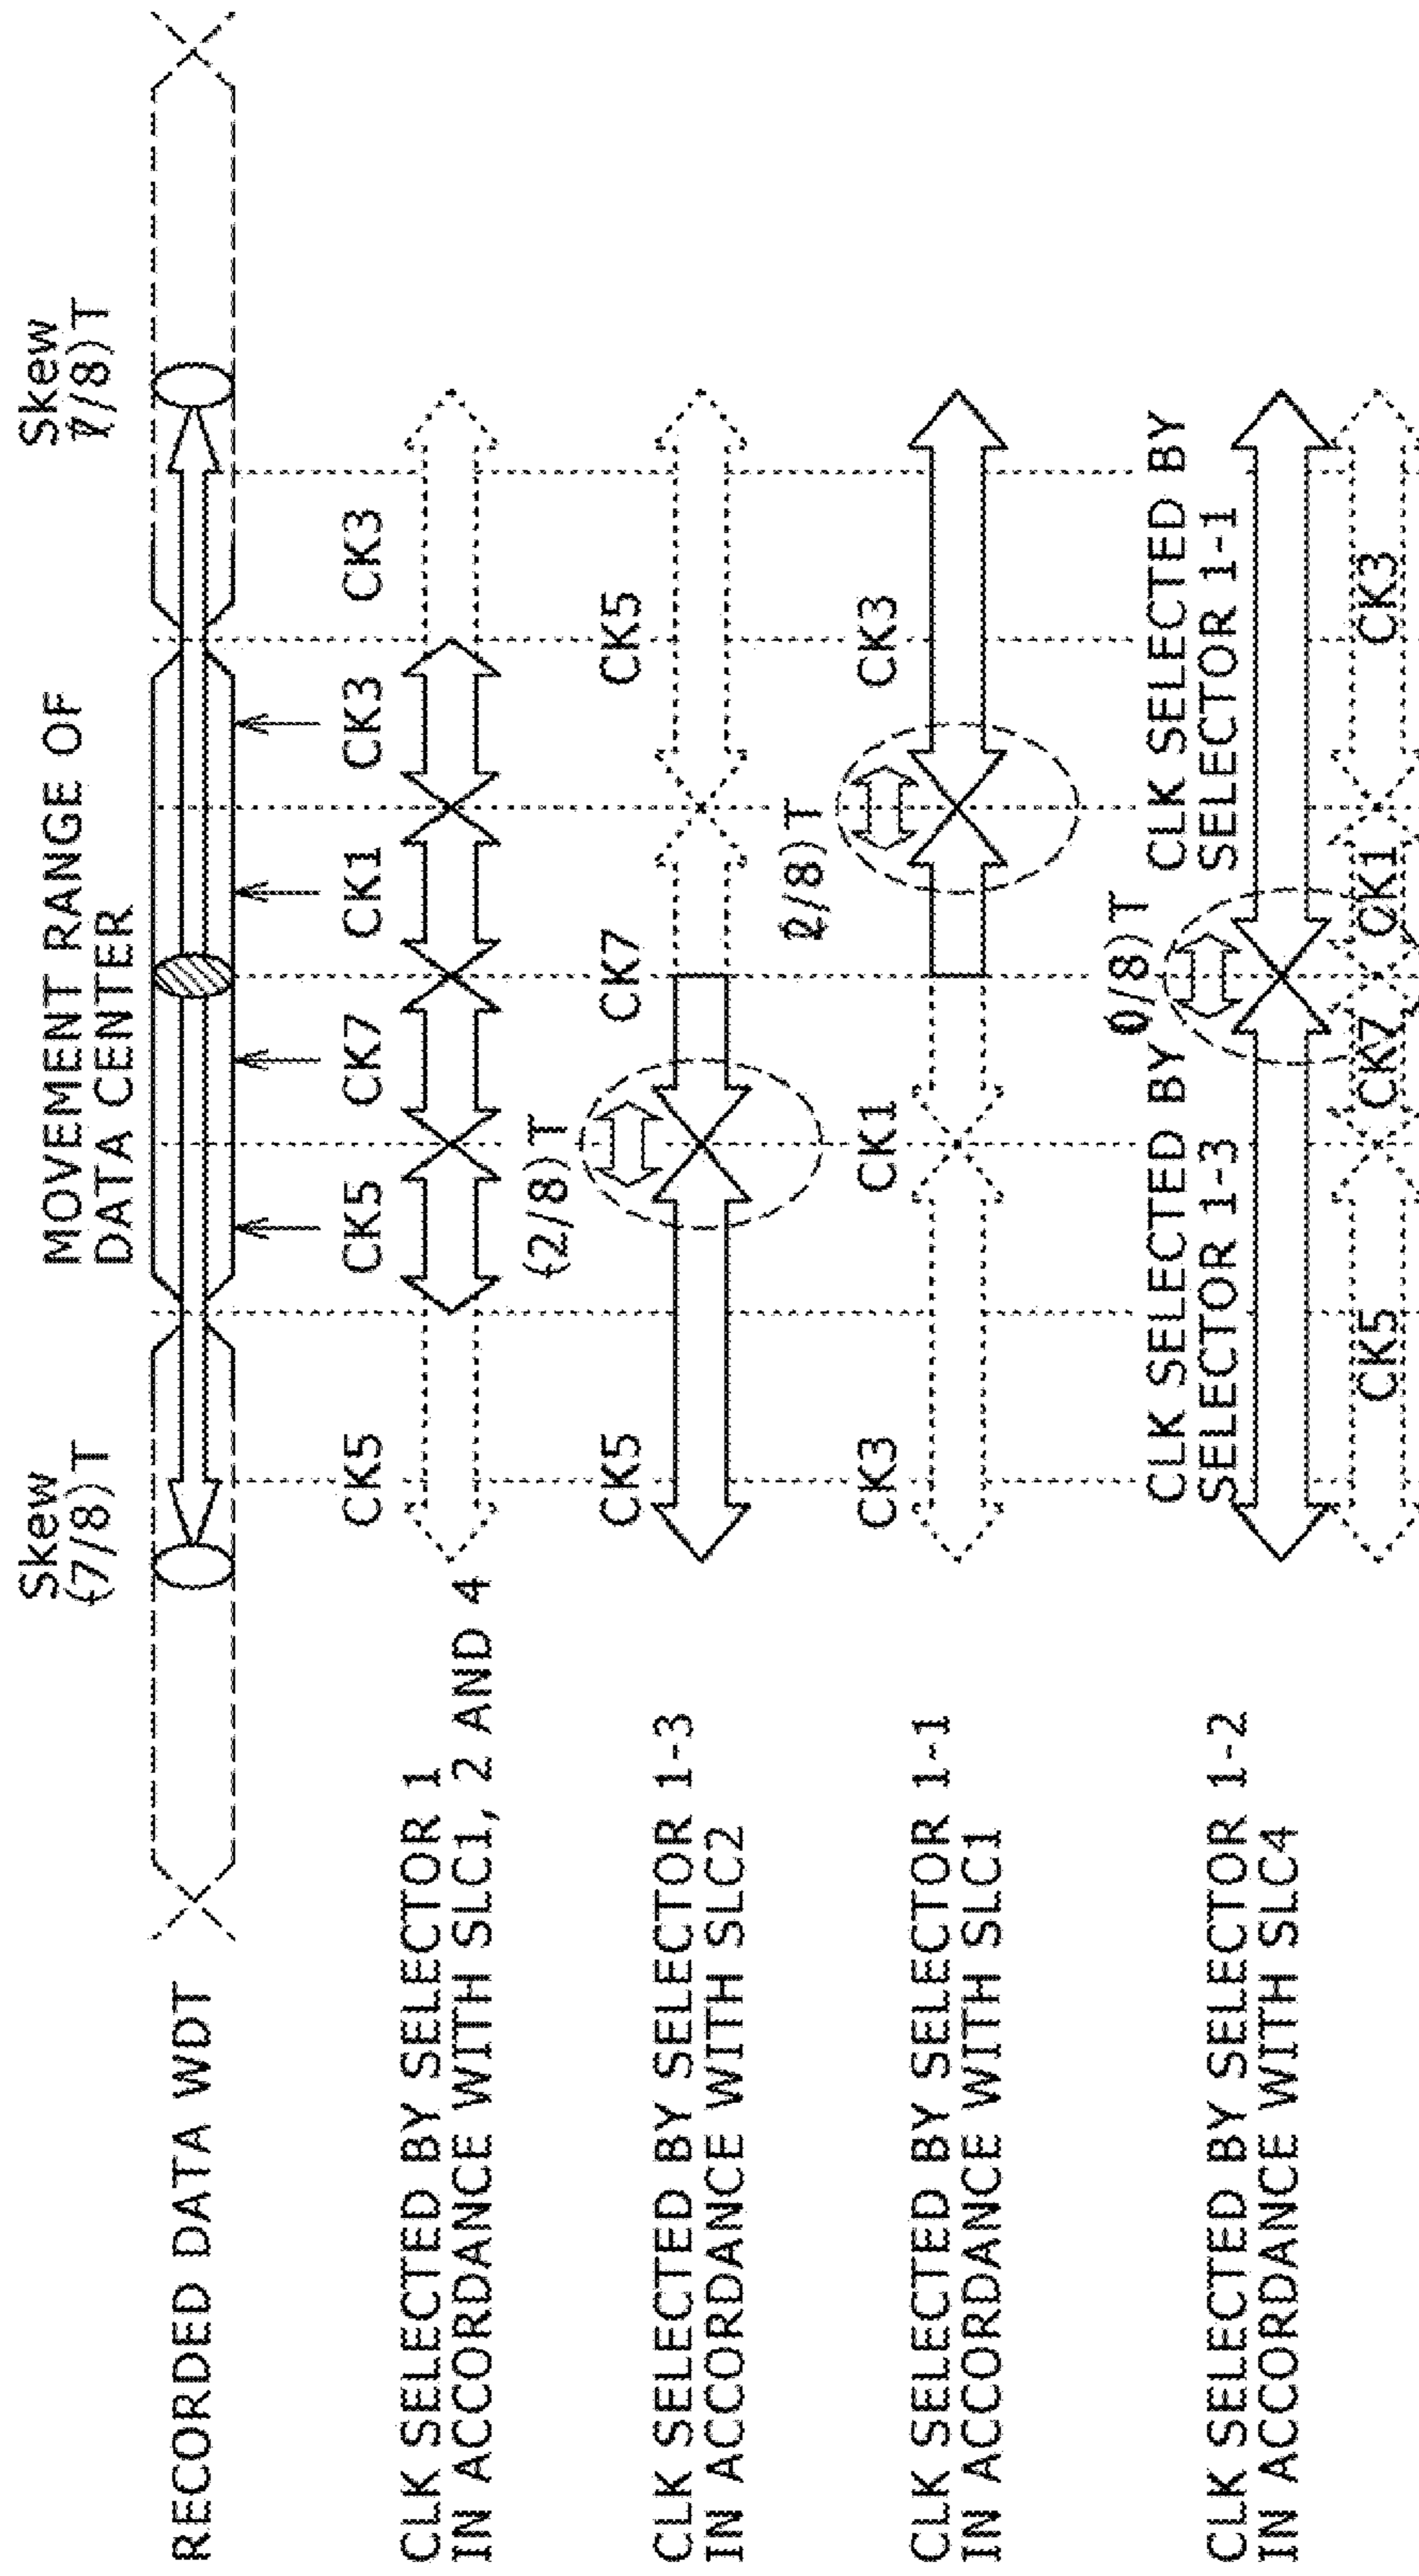 Skew
(7/8)T
MOVEMENT RANGE OF
DATA CENTER
Skew
7/8)T
RECORDED DATA WDT
CK5
CK5
CK7
CK1
CK3
CK3
CLK SELECTED BY SELECTOR 1
IN ACCORDANCE WITH SLC1, 2 AND 4
(2/8)T
CK5
CK7
CK5
CLK SELECTED BY SELECTOR 1-3
IN ACCORDANCE WITH SLC2
2/8)T
CK3
CK1
CK3
CLK SELECTED BY SELECTOR 1-1
IN ACCORDANCE WITH SLC1
0/8)T
CLK SELECTED BY
SELECTOR 1-3
CLK SELECTED BY
SELECTOR 1-1
CLK SELECTED BY SELECTOR 1-2
IN ACCORDANCE WITH SLC4
CK5
CK7
CK1
CK3